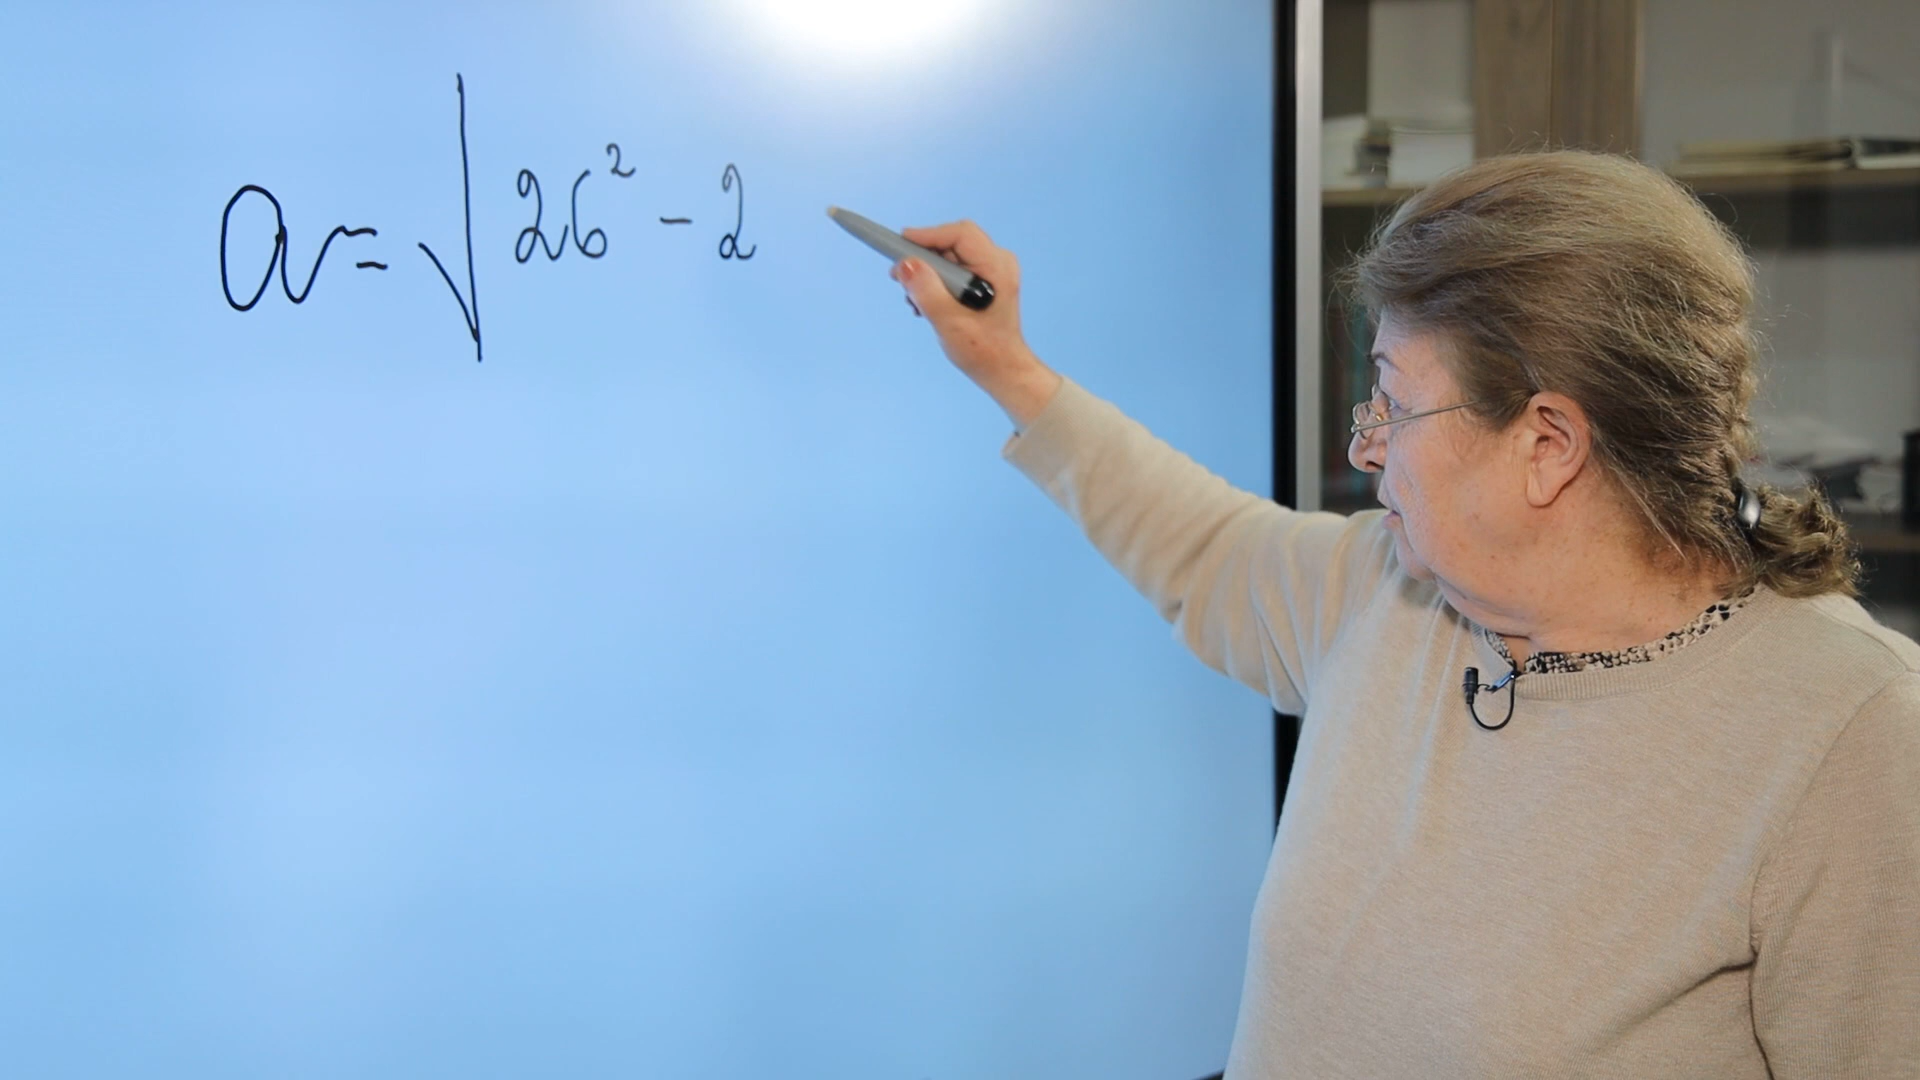 a = √26² - 2